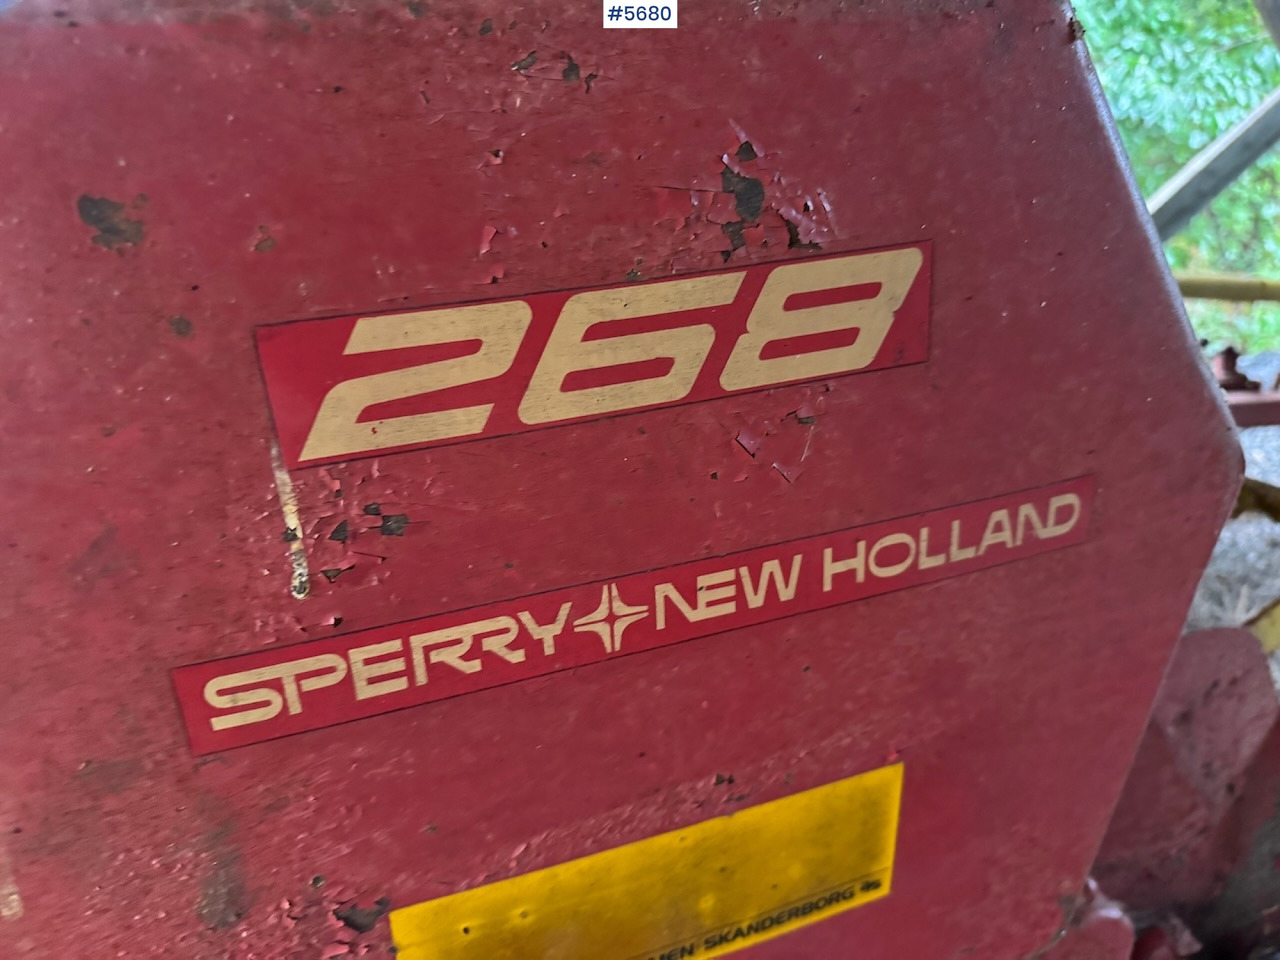 #5680
268
SPERRY NEW HOLLAND
SKANDERBORG